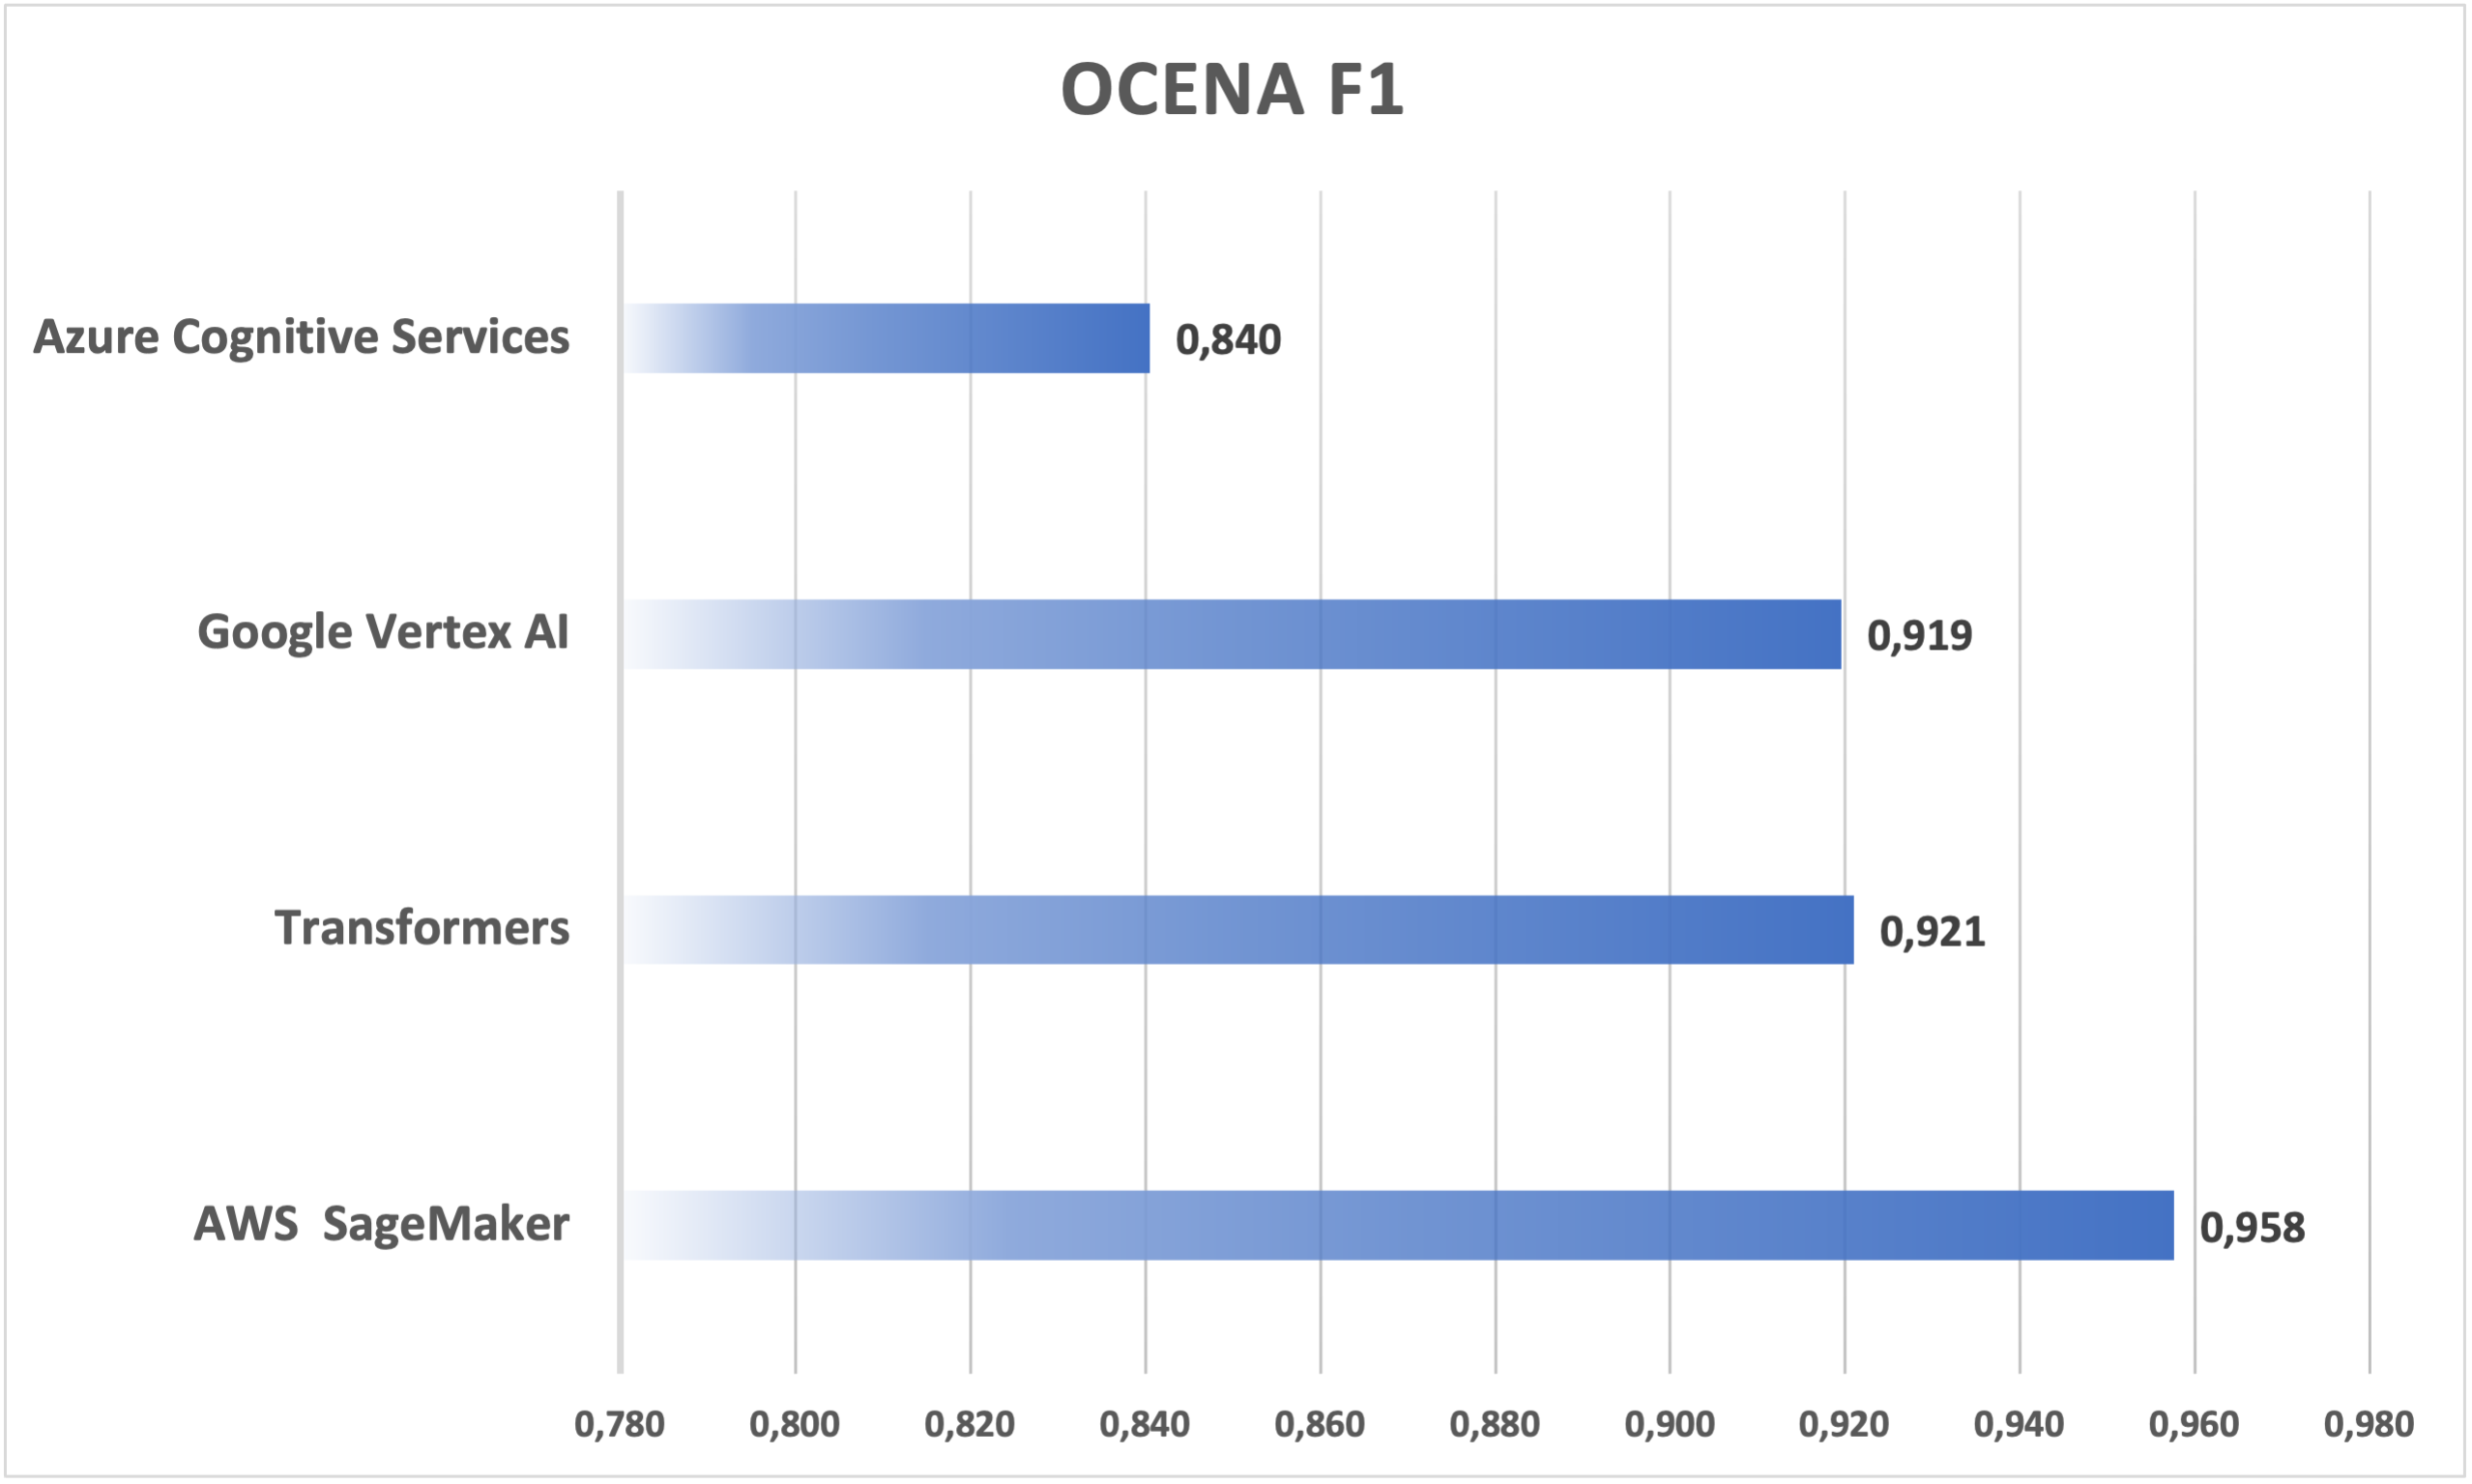 OCENA F1
Azure Cognitive Services 0,840
Google Vertex AI 0,919
Transformers 0,921
AWS SageMaker 0,958
0,780 0,800 0,820 0,840 0,860 0,880 0,900 0,920 0,940 0,960 0,980